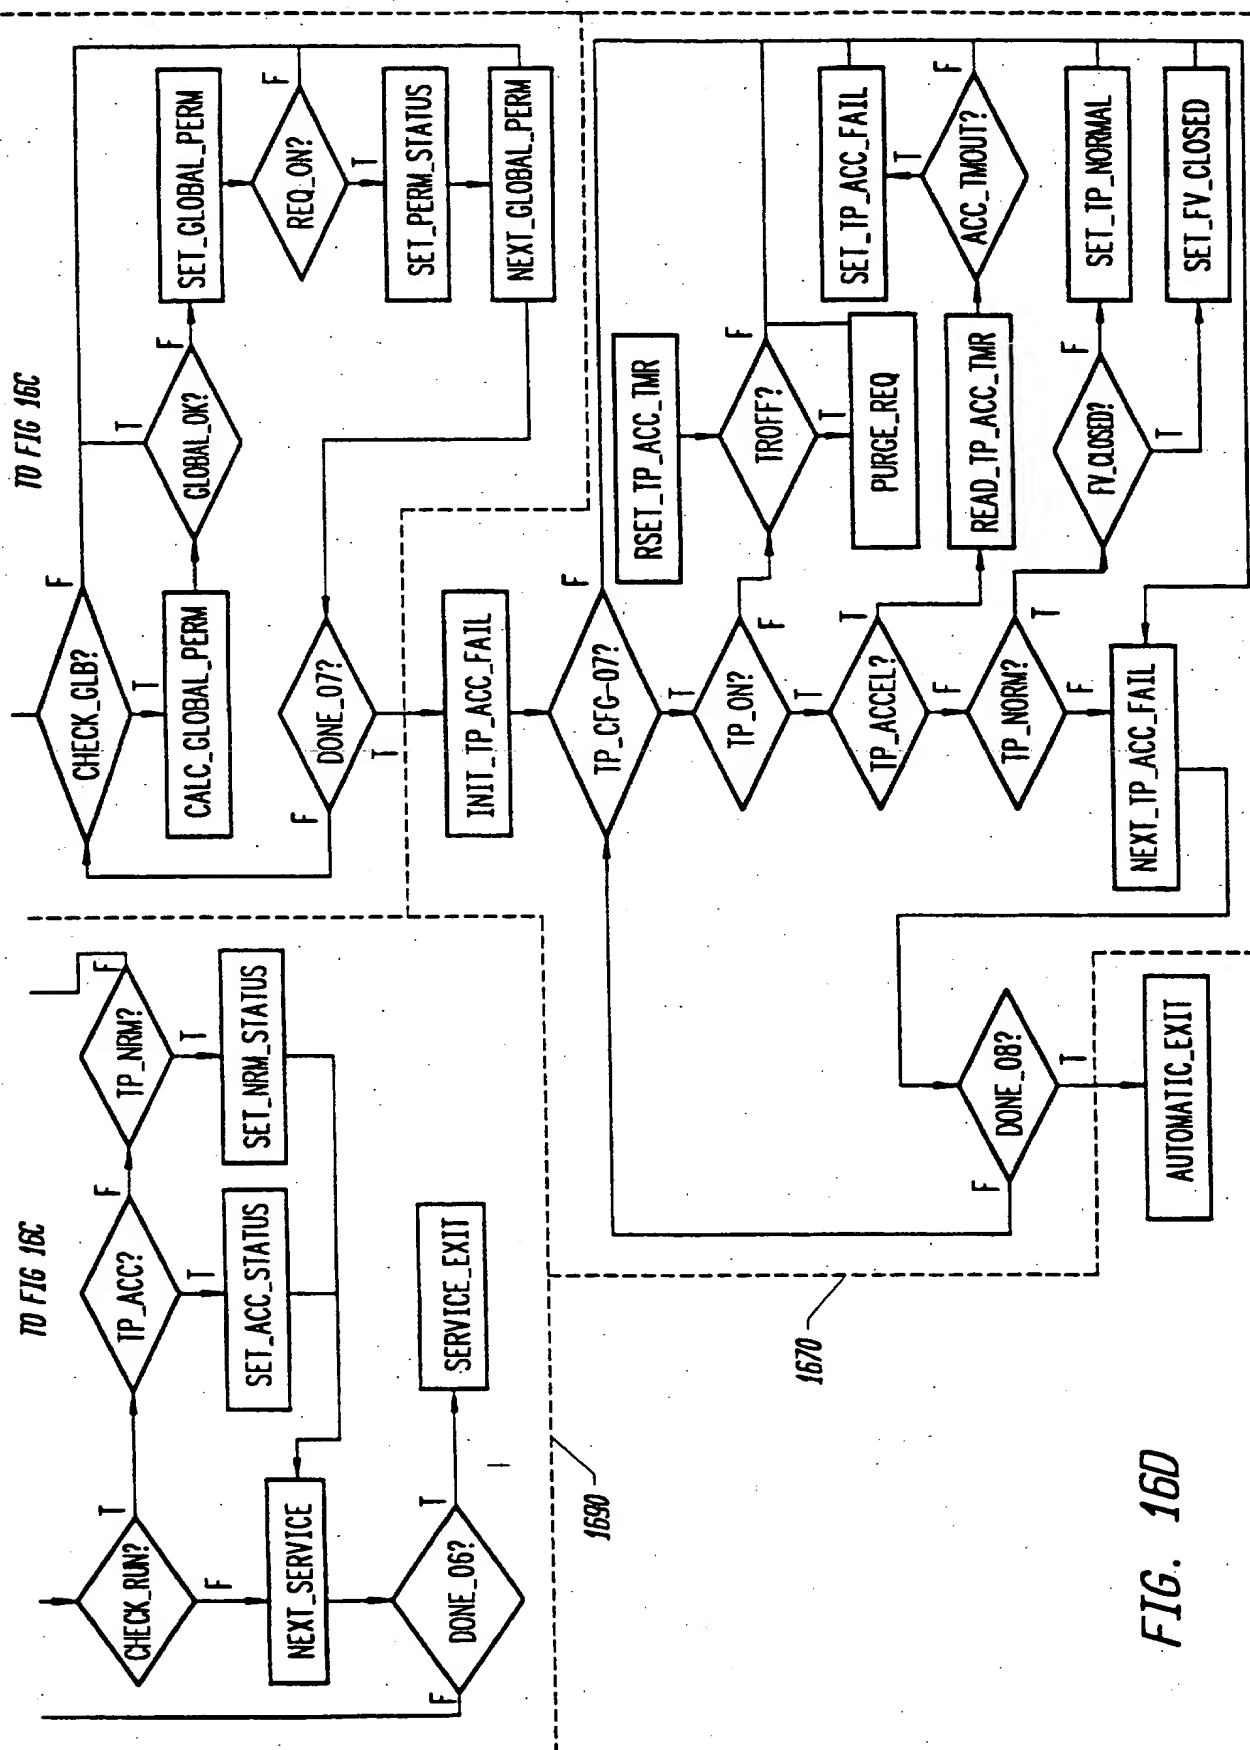 TO FIG 16C
CHECK_RUN?
T
F
TP_ACC?
F
T
TP_NRM?
F
T
SET_ACC_STATUS
SET_NRM_STATUS
NEXT_SERVICE
DONE_06?
T
F
SERVICE_EXIT
TO FIG 16C
CHECK_GLB?
F
T
CALC_GLOBAL_PERM
GLOBAL_OK?
T
F
SET_GLOBAL_PERM
REQ_ON?
F
T
SET_PERM_STATUS
NEXT_GLOBAL_PERM
DONE_07?
F
T
INIT_TP_ACC_FAIL
TP_CFG-07?
F
T
RSET_TP_ACC_TMR
TP_ON?
F
T
TROFF?
F
T
PURGE_REQ
TP_ACCEL?
T
F
READ_TP_ACC_TMR
ACC_TMOUT?
F
T
SET_TP_ACC_FAIL
TP_NORM?
T
F
FV_CLOSED?
F
T
SET_TP_NORMAL
SET_FV_CLOSED
NEXT_TP_ACC_FAIL
DONE_08?
F
T
AUTOMATIC_EXIT
1690
1670
FIG. 16D